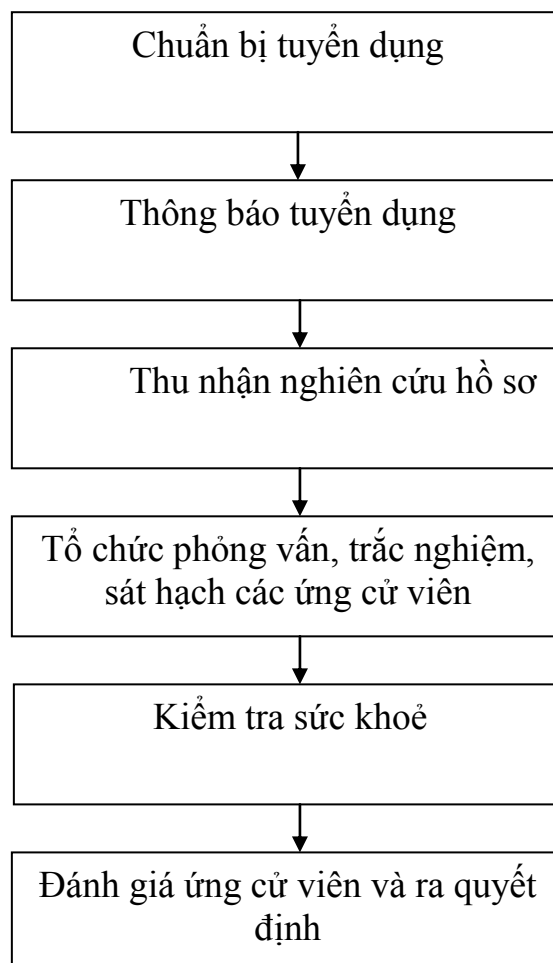 Chuẩn bị tuyển dụng
Thông báo tuyển dụng
Thu nhận nghiên cứu hồ sơ
Tổ chức phỏng vấn, trắc nghiệm,
sát hạch các ứng cử viên
Kiểm tra sức khoẻ
Đánh giá ứng cử viên và ra quyết
định